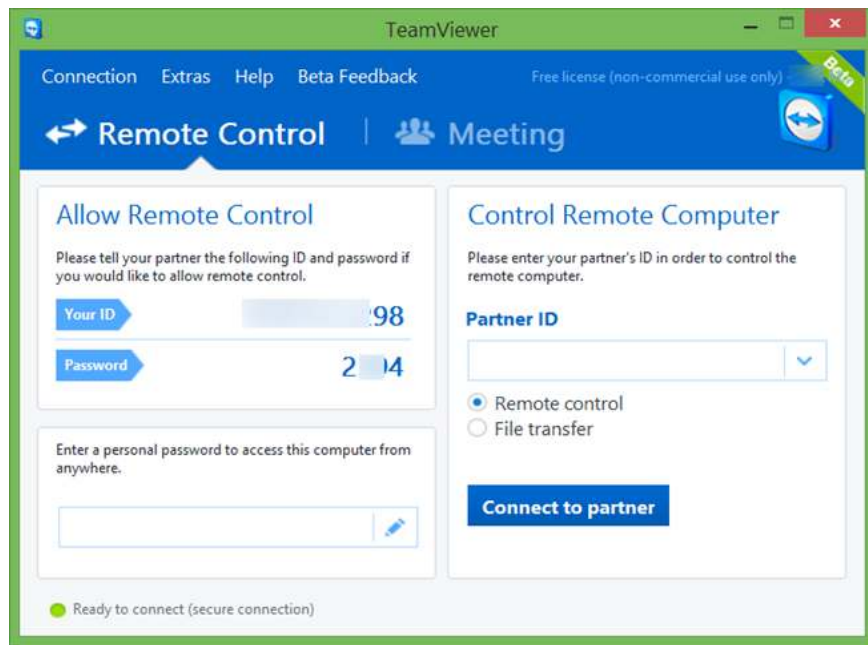 TeamViewer
Connection Extras Help Beta Feedback
Free license (non-commercial use only) -
Beta
Remote Control
Meeting
Allow Remote Control
Please tell your partner the following ID and password if
you would like to allow remote control.
Your ID
298
Password
Enter a personal password to access this computer from
anywhere.
Control Remote Computer
Please enter your partner's ID in order to control the
remote computer.
Partner ID
Remote control
File transfer
Connect to partner
Ready to connect (secure connection)